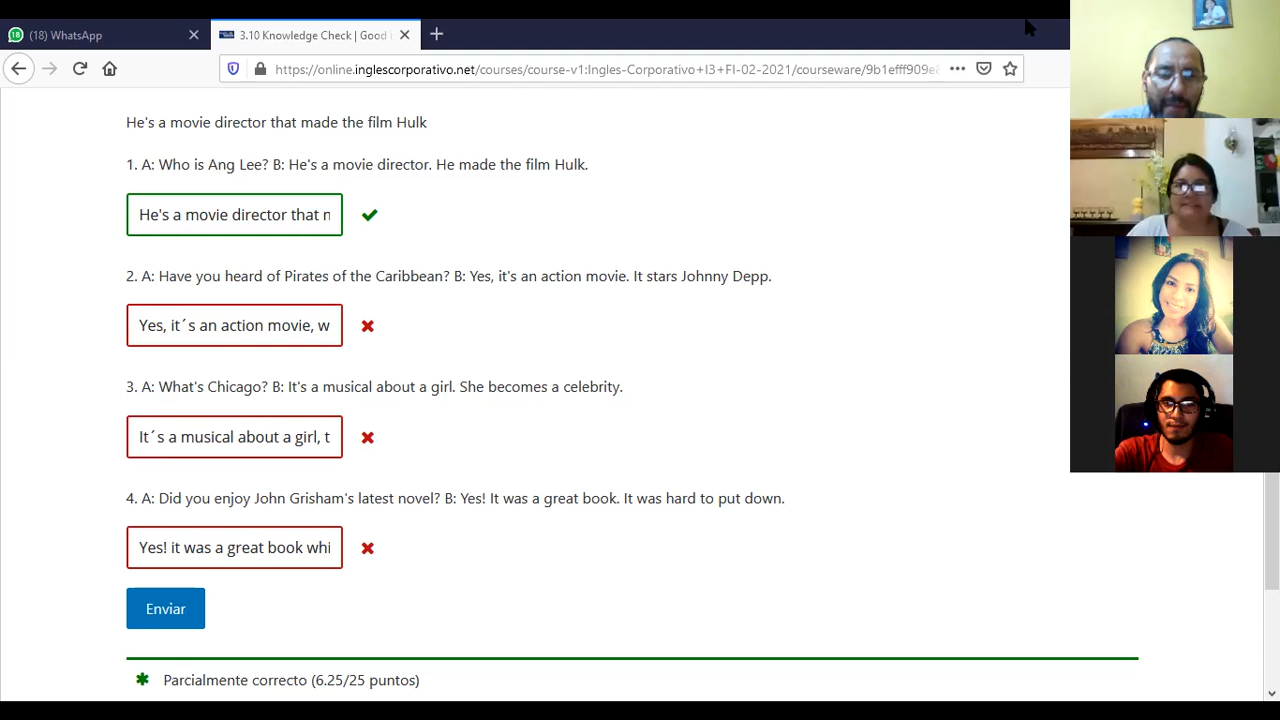 (18) WhatsApp
3.10 Knowledge Check | Good i
https://online.inglescorporativo.net/courses/course-v1:Ingles-Corporativo+I3+FI-02-2021/courseware/9b1efff909e8
He's a movie director that made the film Hulk
1. A: Who is Ang Lee? B: He's a movie director. He made the film Hulk.
He's a movie director that
2. A: Have you heard of Pirates of the Caribbean? B: Yes, it's an action movie. It stars Johnny Depp.
Yes, it´s an action movie, w
3. A: What's Chicago? B: It's a musical about a girl. She becomes a celebrity.
It´s a musical about a girl, t
4. A: Did you enjoy John Grisham's latest novel? B: Yes! It was a great book. It was hard to put down.
Yes! it was a great book whi
Enviar
Parcialmente correcto (6.25/25 puntos)